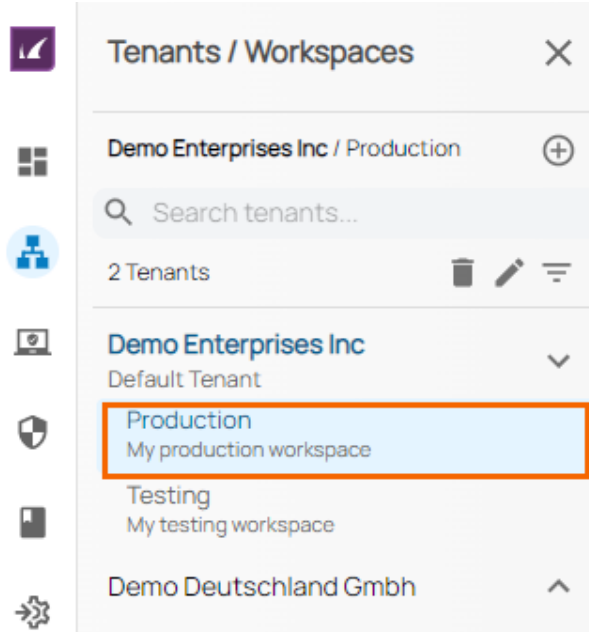 Tenants / Workspaces
Demo Enterprises Inc / Production
Search tenants...
2 Tenants
Demo Enterprises Inc
Default Tenant
Production
My production workspace
Testing
My testing workspace
Demo Deutschland Gmbh